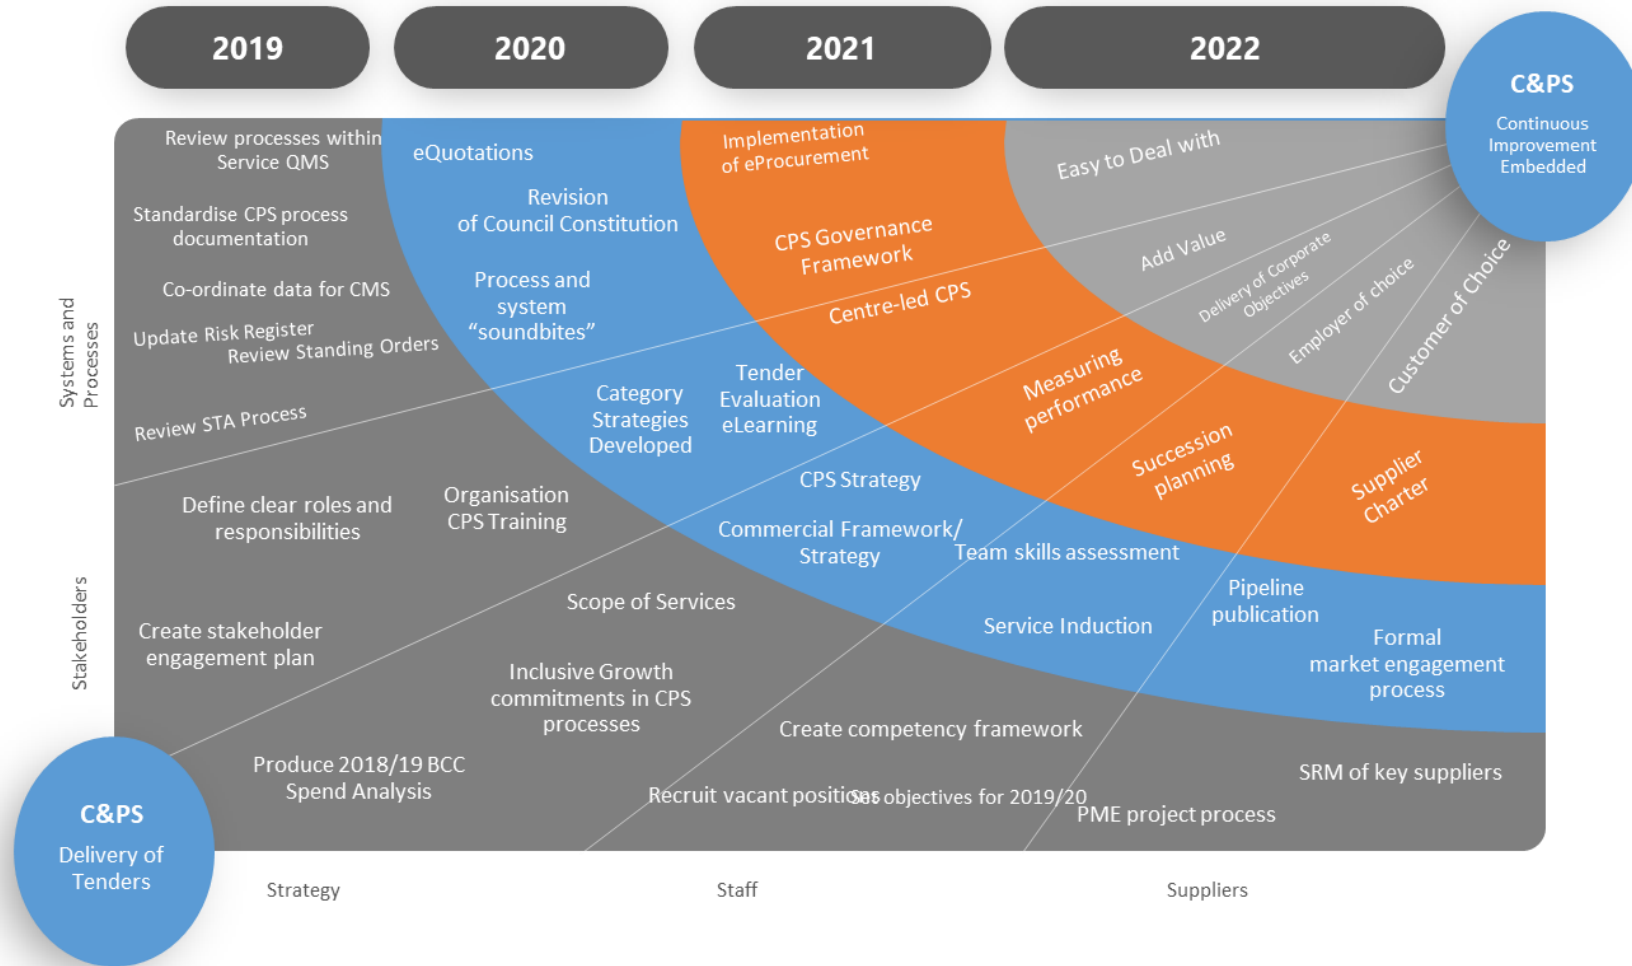 2019
2020
2021
2022
C&PS
Continuous
Improvement
Embedded
Review processes within
Service QMS
Standardise CPS process
documentation
Co-ordinate data for CMS
Update Risk Register
Review Standing Orders
Review STA Process
eQuotations
Revision
of Council Constitution
Process and
system
“soundbites”
Implementation
of eProcurement
CPS Governance
Framework
Easy to Deal with
Systems and
Processes
Define clear roles and
responsibilities
Organisation
CPS Training
Create stakeholder
engagement plan
Category
Strategies
Developed
Tender
Evaluation
eLearning
Centre-led CPS
Add Value
Stakeholders
Produce 2018/19 BCC
Spend Analysis
Inclusive Growth
commitments in CPS
processes
Scope of Services
Commercial Framework/
Strategy
CPS Strategy
Measuring
performance
Delivery of Corporate
Objectives
Recruit vacant positions
Set objectives for 2019/20
Create competency framework
Service Induction
Team skills assessment
Succession
planning
Employer of choice
PME project process
SRM of key suppliers
Pipeline
publication
Formal
market engagement
process
Supplier
Charter
Customer of Choice
C&PS
Delivery of
Tenders
Strategy
Staff
Suppliers